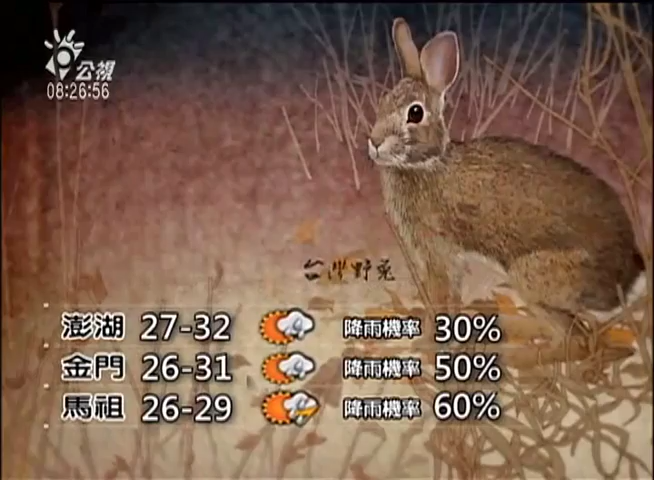 公視
08:26:56
台灣野兔
澎湖 27-32 降雨機率 30%
金門 26-31 降雨機率 50%
馬祖 26-29 降雨機率 60%